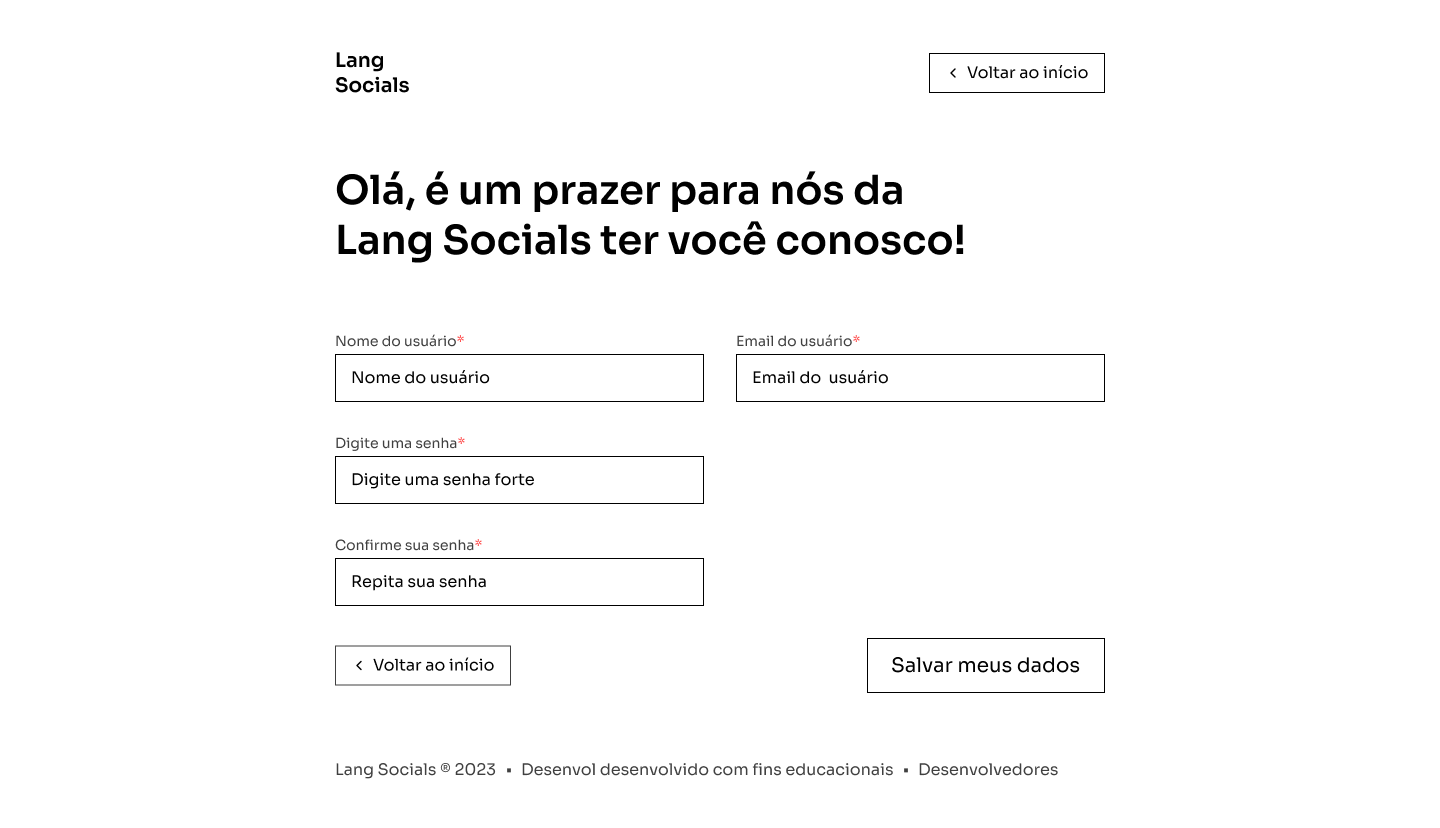 Lang
Socials
Voltar ao início
Olá, é um prazer para nós da
Lang Socials ter você conosco!
Nome do usuário*
Email do usuário*
Nome do usuário
Email do  usuário
Digite uma senha*
Digite uma senha forte
Confirme sua senha*
Repita sua senha
Voltar ao início
Salvar meus dados
Lang Socials ® 2023 • Desenvol desenvolvido com fins educacionais • Desenvolvedores